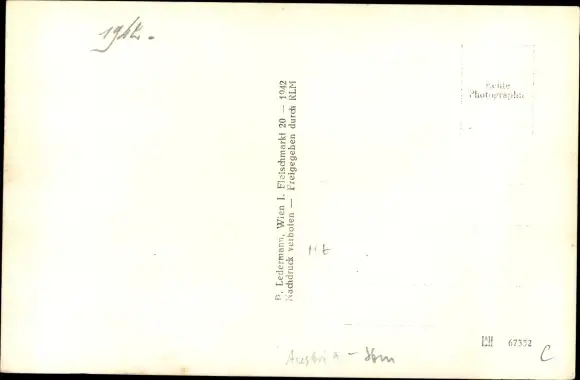 1942.
P. Ledermann, Wien I. Fleischmarkt 20 — 1942
Nachdruck verboten — Freigegeben durch RLM
Echte
Photographie
67352
C